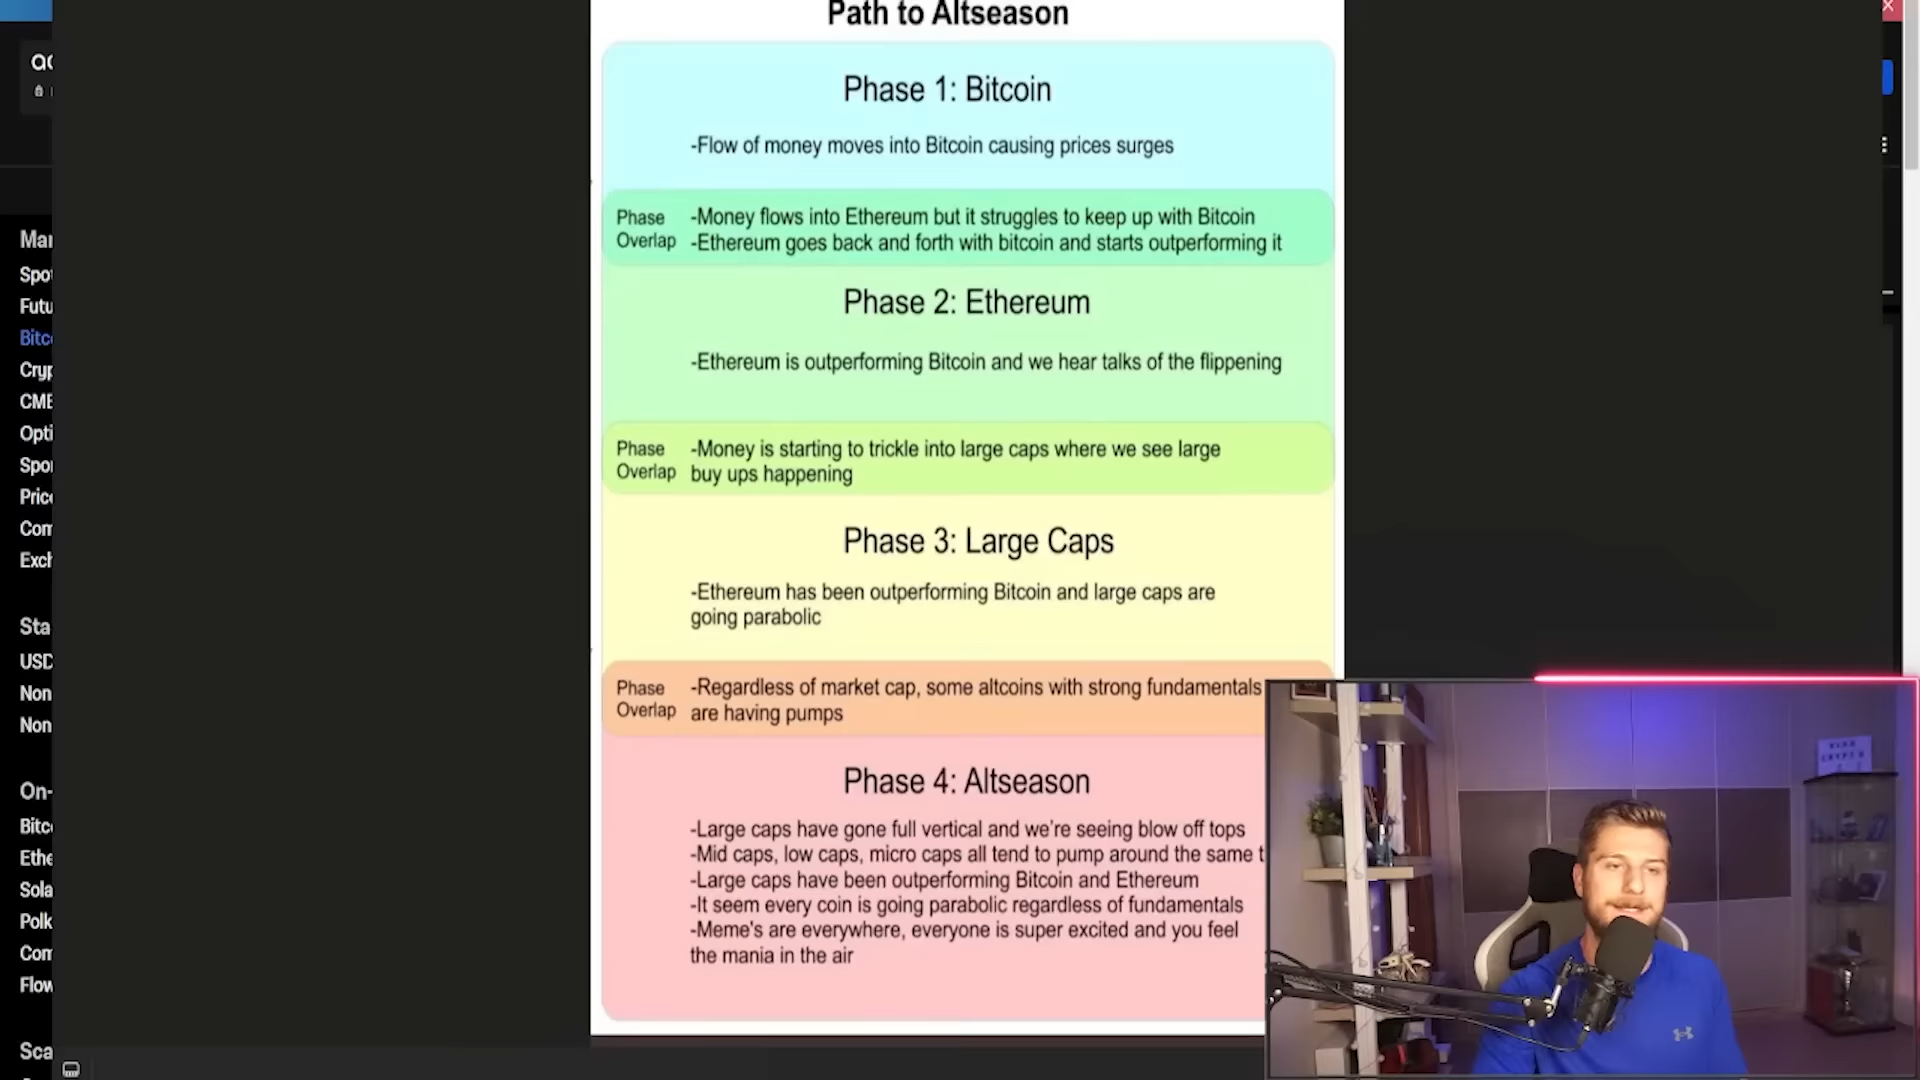 Path to Altseason
Phase 1: Bitcoin
-Flow of money moves into Bitcoin causing prices surges
Phase
Overlap
-Money flows into Ethereum but it struggles to keep up with Bitcoin
-Ethereum goes back and forth with bitcoin and starts outperforming it
Phase 2: Ethereum
-Ethereum is outperforming Bitcoin and we hear talks of the flippening
Phase
Overlap
-Money is starting to trickle into large caps where we see large
buy ups happening
Phase 3: Large Caps
-Ethereum has been outperforming Bitcoin and large caps are
going parabolic
Phase
Overlap
-Regardless of market cap, some altcoins with strong fundamentals
are having pumps
Phase 4: Altseason
-Large caps have gone full vertical and we're seeing blow off tops
-Mid caps, low caps, micro caps all tend to pump around the same t
-Large caps have been outperforming Bitcoin and Ethereum
-It seem every coin is going parabolic regardless of fundamentals
-Meme's are everywhere, everyone is super excited and you feel
the mania in the air
Mar
Spot
Futu
Bitco
Cryp
CME
Opti
Spor
Price
Com
Exch
Sta
USD
Non
Non
On-
Bitco
Ethe
Sola
Polk
Com
Flow
Sca